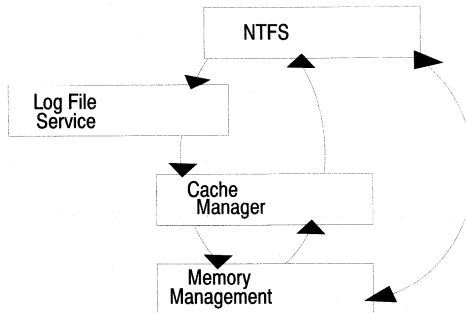 NTFS
Log File
Service
Cache
Manager
Memory
Management